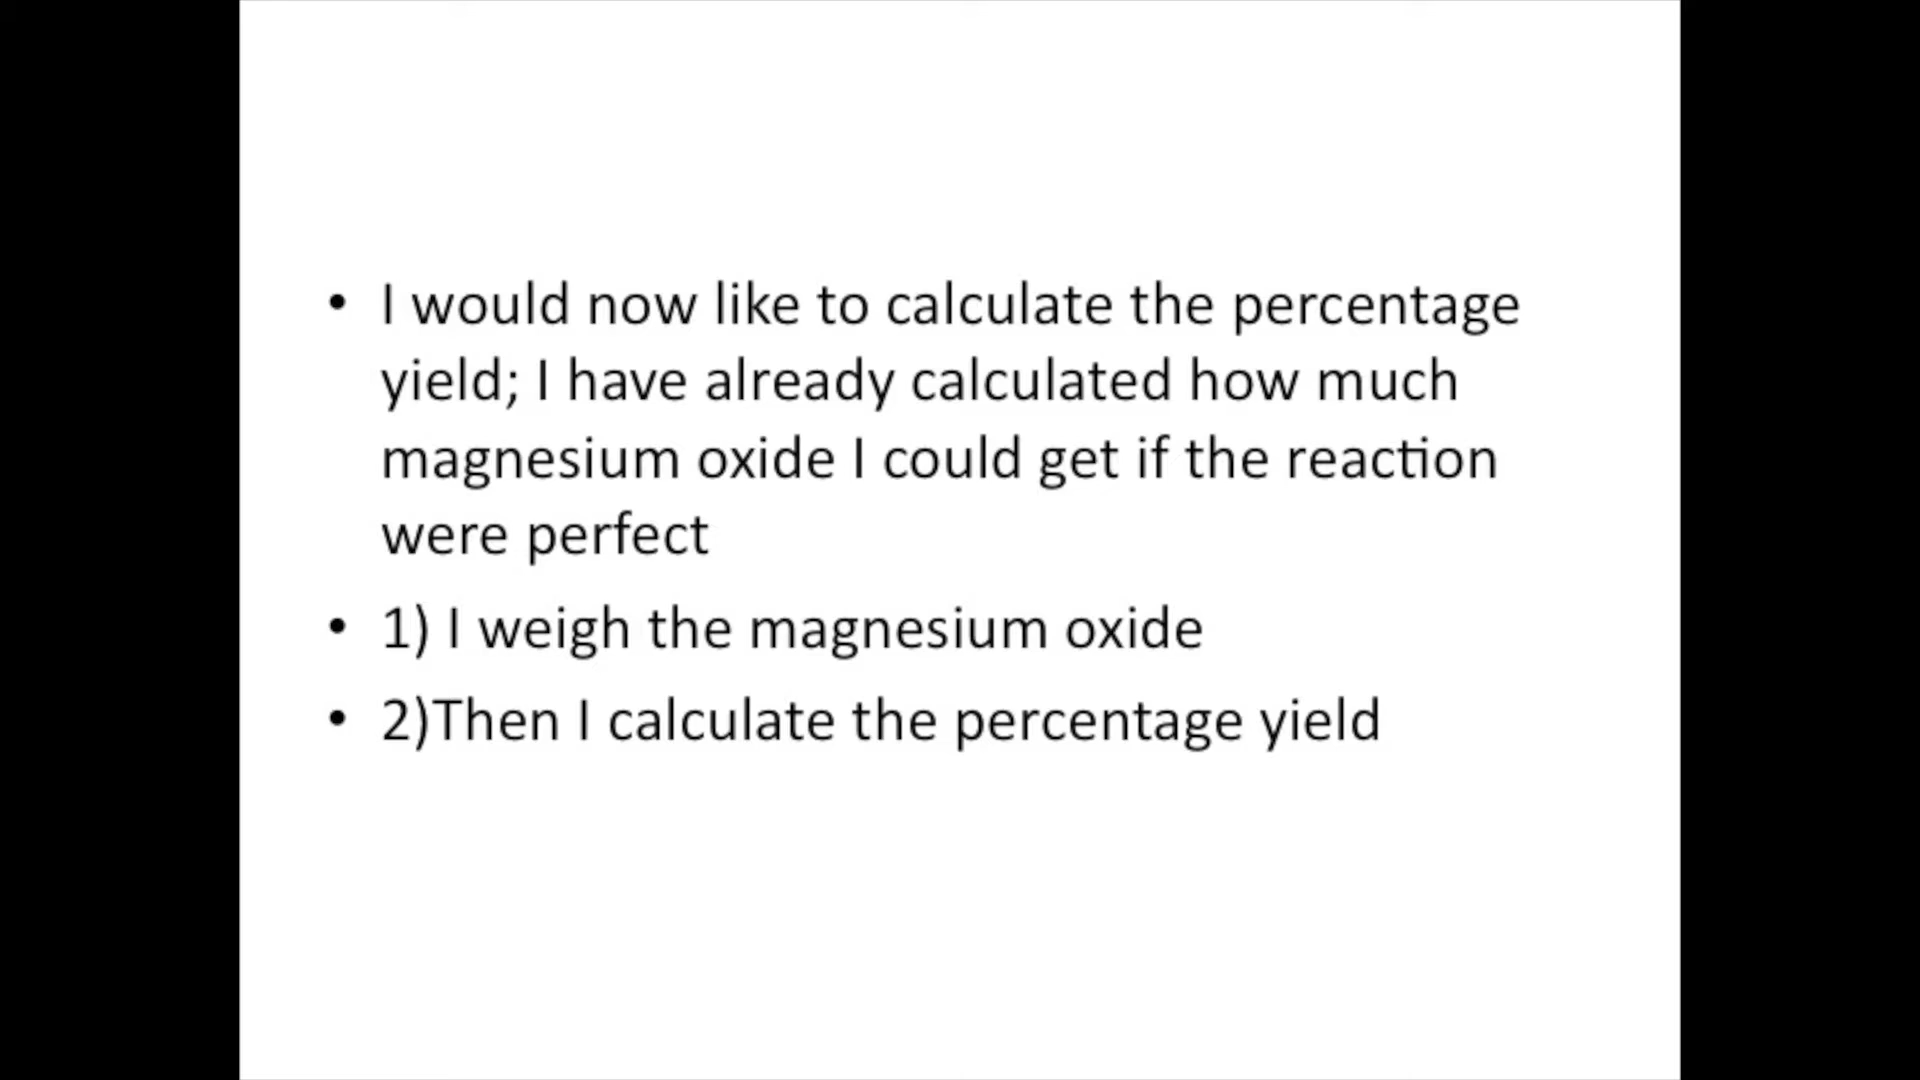 • I would now like to calculate the percentage
yield; I have already calculated how much
magnesium oxide I could get if the reaction
were perfect
• 1) I weigh the magnesium oxide
• 2)Then I calculate the percentage yield